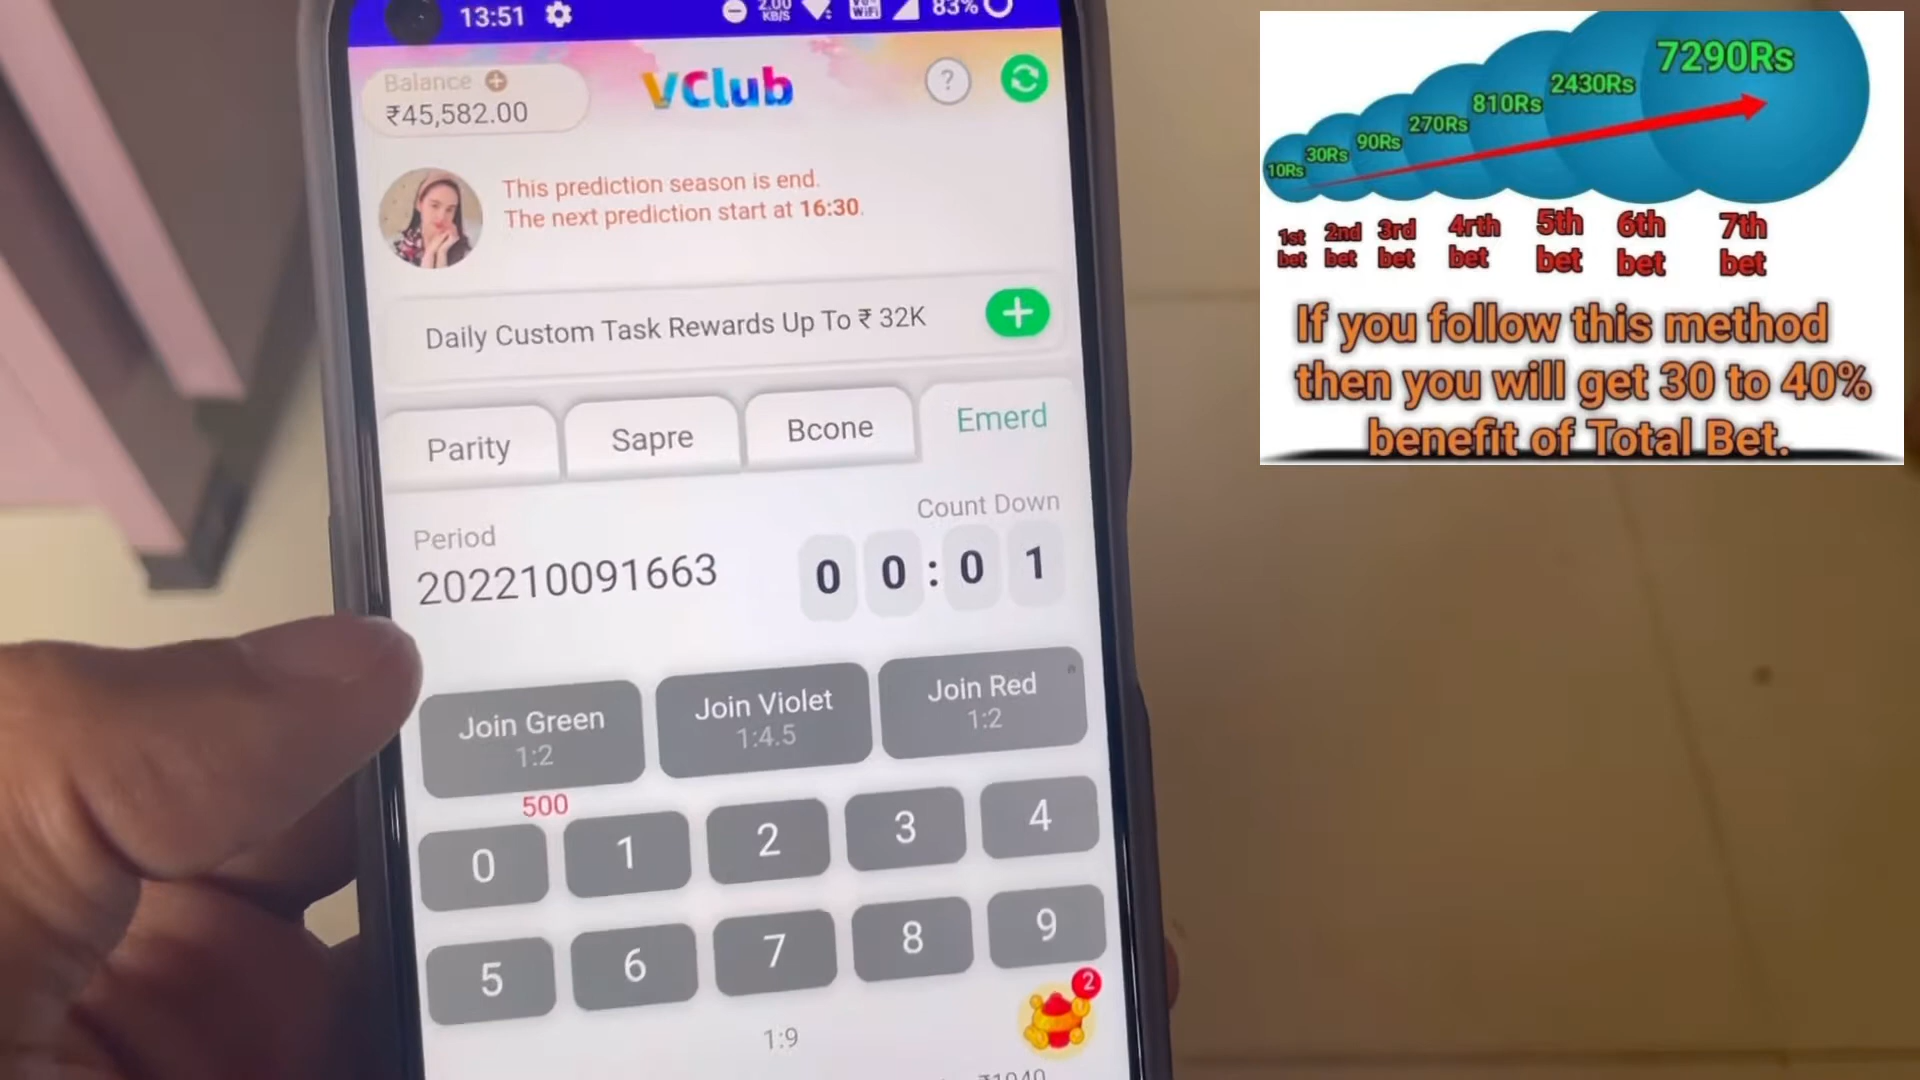 13:51
2.00
KB/S
WiFi
83%
Balance
₹45,582.00
VClub
?
This prediction season is end.
The next prediction start at 16:30.
Daily Custom Task Rewards Up To ₹ 32K
Parity
Sapre
Bcone
Emerd
Period
Count Down
202210091663
0 0 : 0 1
Join Green
1:2
Join Violet
1:4.5
Join Red
1:2
500
0
1
2
3
4
5
6
7
8
9
2
1:9
10Rs
30Rs
90Rs
270Rs
810Rs
2430Rs
7290Rs
1st bet
2nd bet
3rd bet
4rth bet
5th bet
6th bet
7th bet
If you follow this method
then you will get 30 to 40%
benefit of Total Bet.